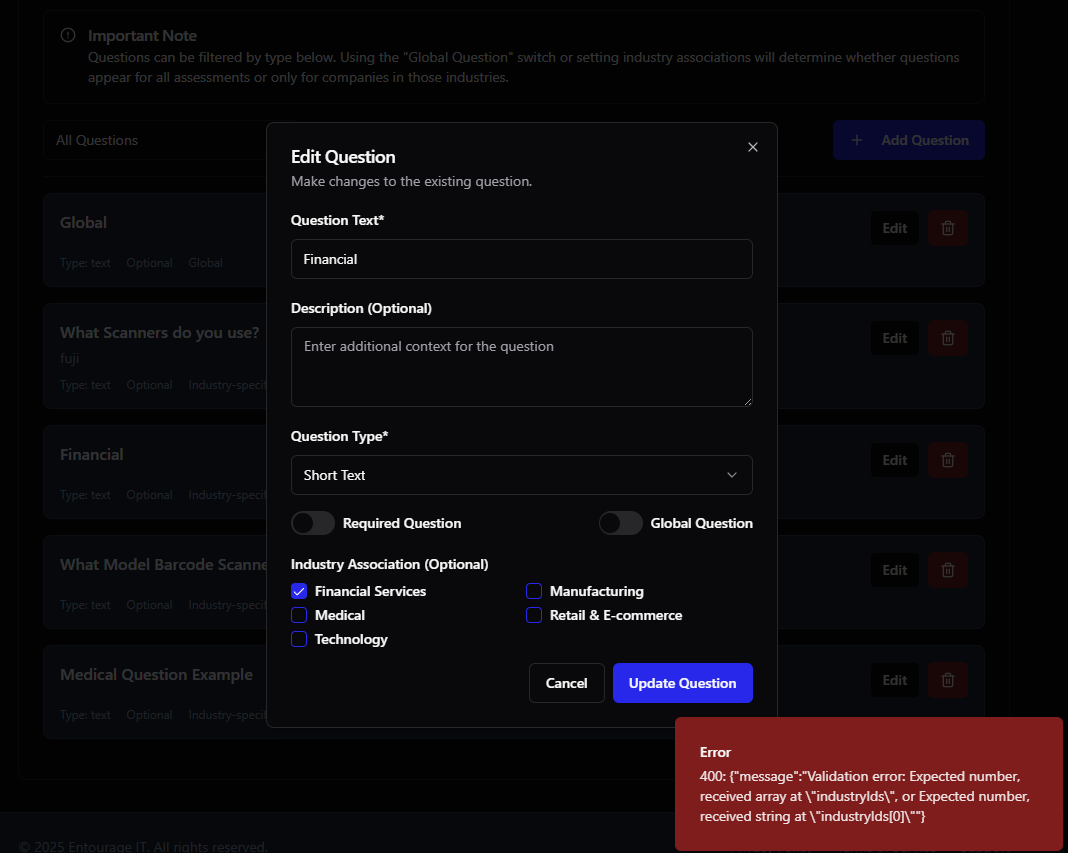 Important Note
Questions can be filtered by type below. Using the "Global Question" switch or setting industry associations will determine whether questions
appear for all assessments or only for companies in those industries.
All Questions
+ Add Question
Edit Question
Make changes to the existing question.
Question Text*
Financial
Description (Optional)
Enter additional context for the question
Question Type*
Short Text
Required Question
Global Question
Industry Association (Optional)
Financial Services
Manufacturing
Medical
Retail & E-commerce
Technology
Cancel
Update Question
Global
Type: text Optional Global
Edit
What Scanners do you use?
fuji
Type: text Optional Industry-specif
Edit
Financial
Type: text Optional Industry-specif
Edit
What Model Barcode Scanne
Type: text Optional Industry-specif
Edit
Medical Question Example
Type: text Optional Industry-specif
Edit
Error
400: {"message":"Validation error: Expected number,
received array at \"industryIds\", or Expected number,
received string at \"industryIds[0]\""}
© 2025 Entourage IT. All rights reserved.